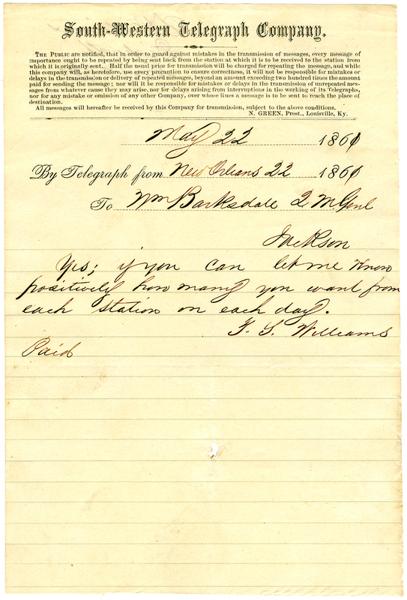 South-Western Telegraph Company.
THE PUBLIC are notified, that in order to guard against mistakes in the transmission of messages, every message of
importance ought to be repeated by being sent back from the station at which it is to be received to the station from
which it is originally sent. Half the usual price for transmission will be charged for repeating the message, and while
this company will, as heretofore, use every precaution to ensure correctness, it will not be responsible for mistakes or
delays in the transmission or delivery of repeated messages, beyond an amount exceeding two hundred times the amount
paid for sending the message; nor will it be responsible for mistakes or delays in the transmission of unrepeated mes-
sages from whatever cause they may arise, nor for delays arising from interruptions in the working of its Telegraphs,
nor for any mistake or omission of any other Company, over whose lines a message is to be sent to reach the place of
destination.
All messages will hereafter be received by this Company for transmission, subject to the above conditions.
N. GREEN, Prest., Louisville, Ky.
May 22 1861
By Telegraph from New Orleans 22 1861
To Wm Barksdale 2 M Genl
Jackson
Yes; if you can let me know
positively how many you want from
each station on each day.
T. S. Williams
Paid